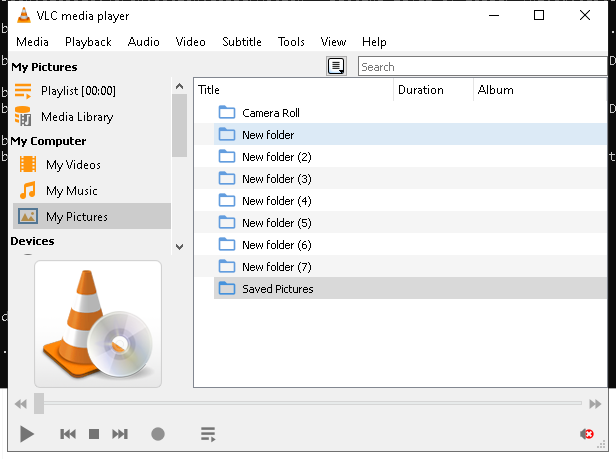 VLC media player
Media Playback Audio Video Subtitle Tools View Help
My Pictures
Playlist [00:00]
Media Library
My Computer
My Videos
My Music
My Pictures
Devices
Search
Title Duration Album
Camera Roll
New folder
New folder (2)
New folder (3)
New folder (4)
New folder (5)
New folder (6)
New folder (7)
Saved Pictures